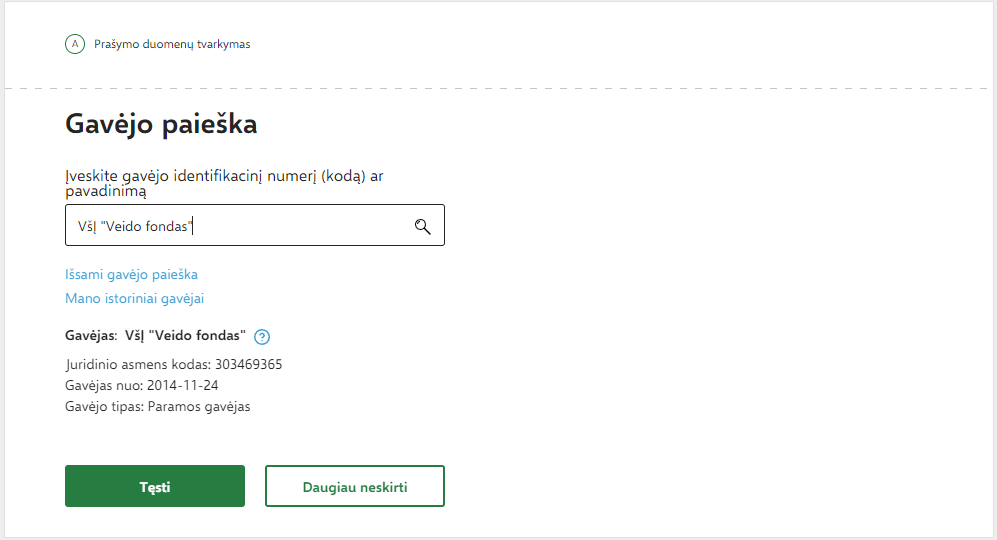 A Prašymo duomenų tvarkymas
Gavėjo paieška
Įveskite gavėjo identifikacinį numerį (kodą) ar
pavadinimą
VšĮ "Veido fondas"
Išsami gavėjo paieška
Mano istoriniai gavėjai
Gavėjas: VšĮ "Veido fondas" ?
Juridinio asmens kodas: 303469365
Gavėjas nuo: 2014-11-24
Gavėjo tipas: Paramos gavėjas
Tęsti
Daugiau neskirti